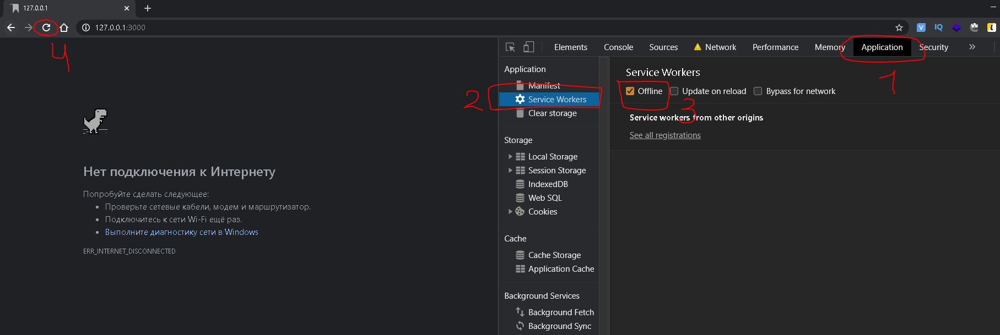 127.0.0.1
127.0.0.1:3000
V IQ
4
Elements Console Sources Network Performance Memory Application Security
1
Application
Manifest
Service Workers
Clear storage
2
Storage
Local Storage
Session Storage
IndexedDB
Web SQL
Cookies
Cache
Cache Storage
Application Cache
Background Services
Background Fetch
Background Sync
Service Workers
Offline Update on reload Bypass for network
3
Service workers from other origins
See all registrations
Нет подключения к Интернету
Попробуйте сделать следующее:
Проверьте сетевые кабели, модем и маршрутизатор.
Подключитесь к сети Wi-Fi ещё раз.
Выполните диагностику сети в Windows
ERR_INTERNET_DISCONNECTED